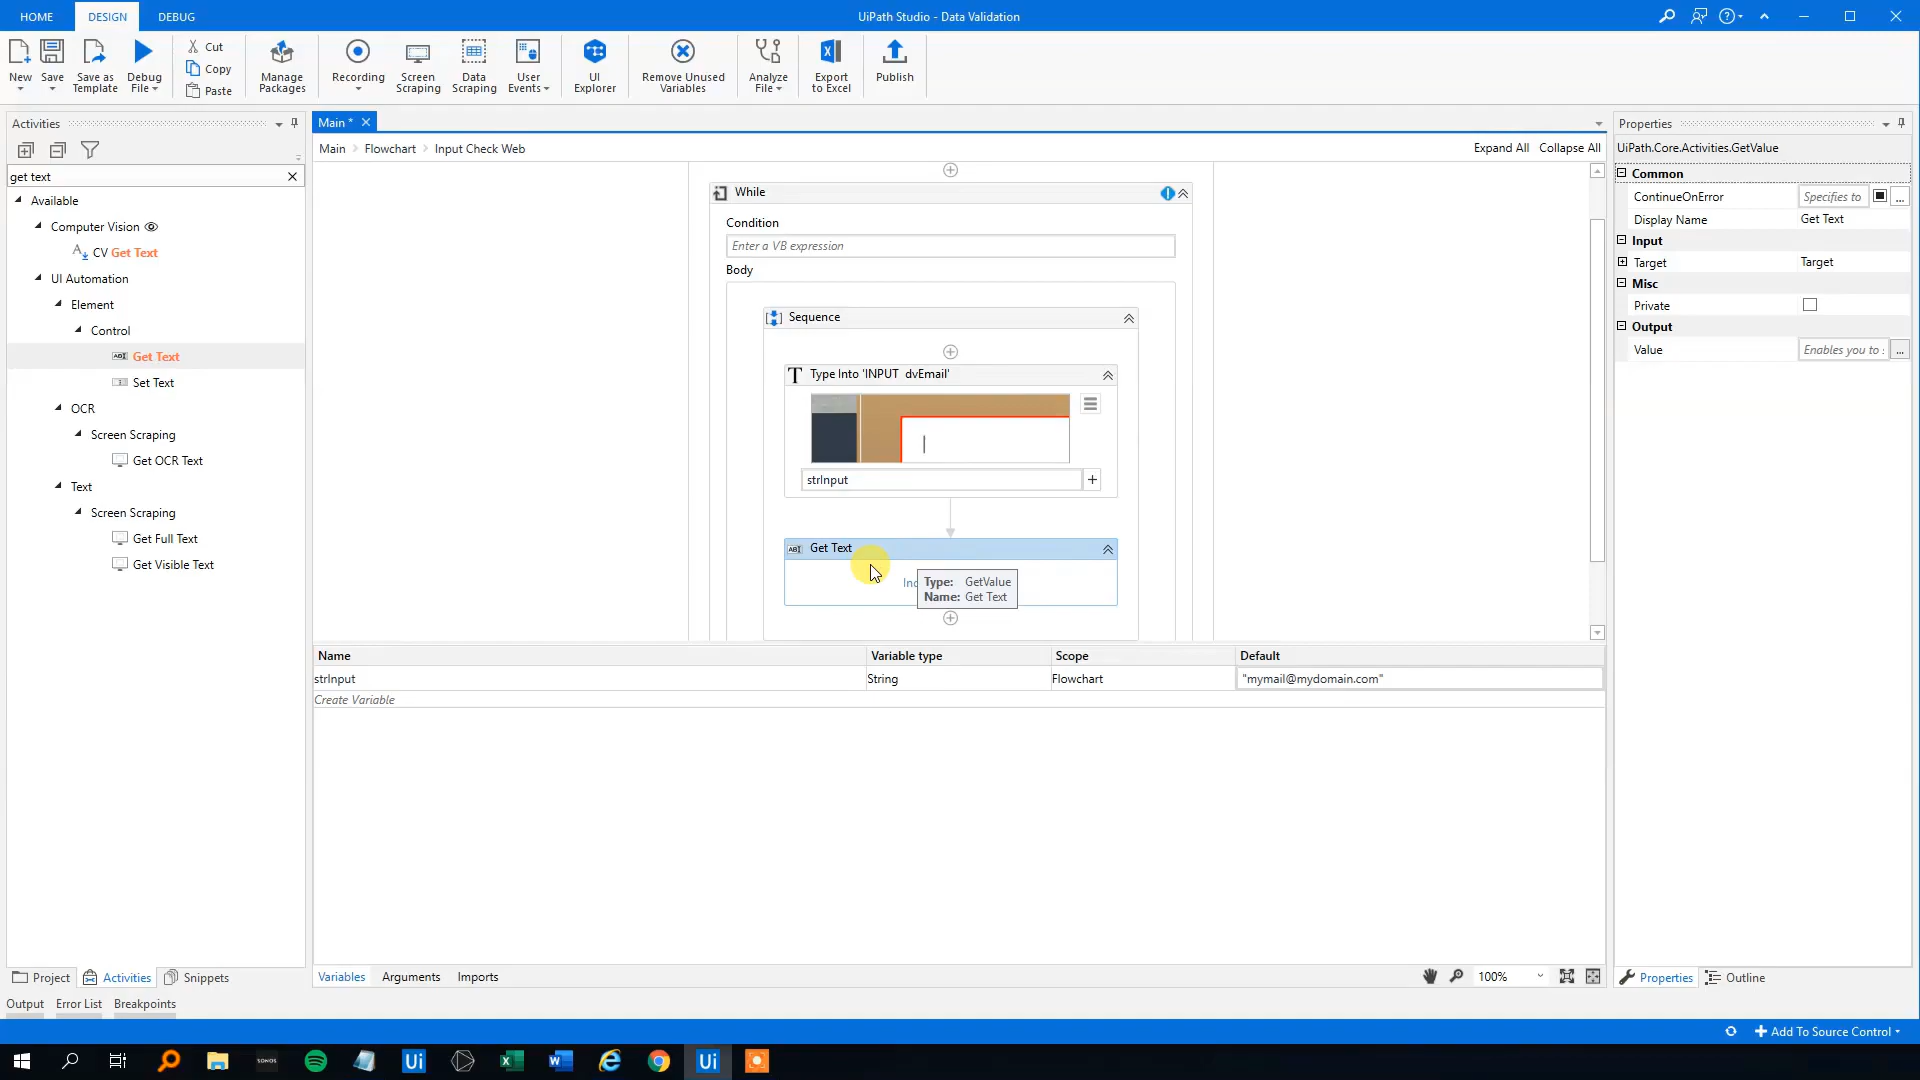 HOME DESIGN DEBUG
UiPath Studio - Data Validation
New
Save
Save as Template
Debug File
Cut
Copy
Paste
Manage Packages
Recording
Screen Scraping
Data Scraping
User Events
UI Explorer
Remove Unused Variables
Analyze File
Export to Excel
Publish
Activities
get text
Available
Computer Vision
CV Get Text
UI Automation
Element
Control
Get Text
Set Text
OCR
Screen Scraping
Get OCR Text
Text
Screen Scraping
Get Full Text
Get Visible Text
Project Activities Snippets
Main *
Main Flowchart Input Check Web
Expand All Collapse All
While
Condition
Enter a VB expression
Body
Sequence
Type Into 'INPUT dvEmail'
strInput
Get Text
Type: GetValue
Name: Get Text
Name Variable type Scope Default
strInput String Flowchart "mymail@mydomain.com"
Create Variable
Variables Arguments Imports
100%
Properties
UiPath.Core.Activities.GetValue
Common
ContinueOnError Specifies to
Display Name Get Text
Input
Target Target
Misc
Private
Output
Value Enables you to
Properties Outline
Output Error List Breakpoints
Add To Source Control
SONOS
Ui
Ui